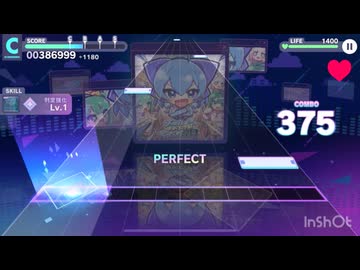 C
SCORE
C B A S
00386999 +1180
LIFE 1400
SKILL
判定強化
Lv.1
COMBO
375
PERFECT
InShOt